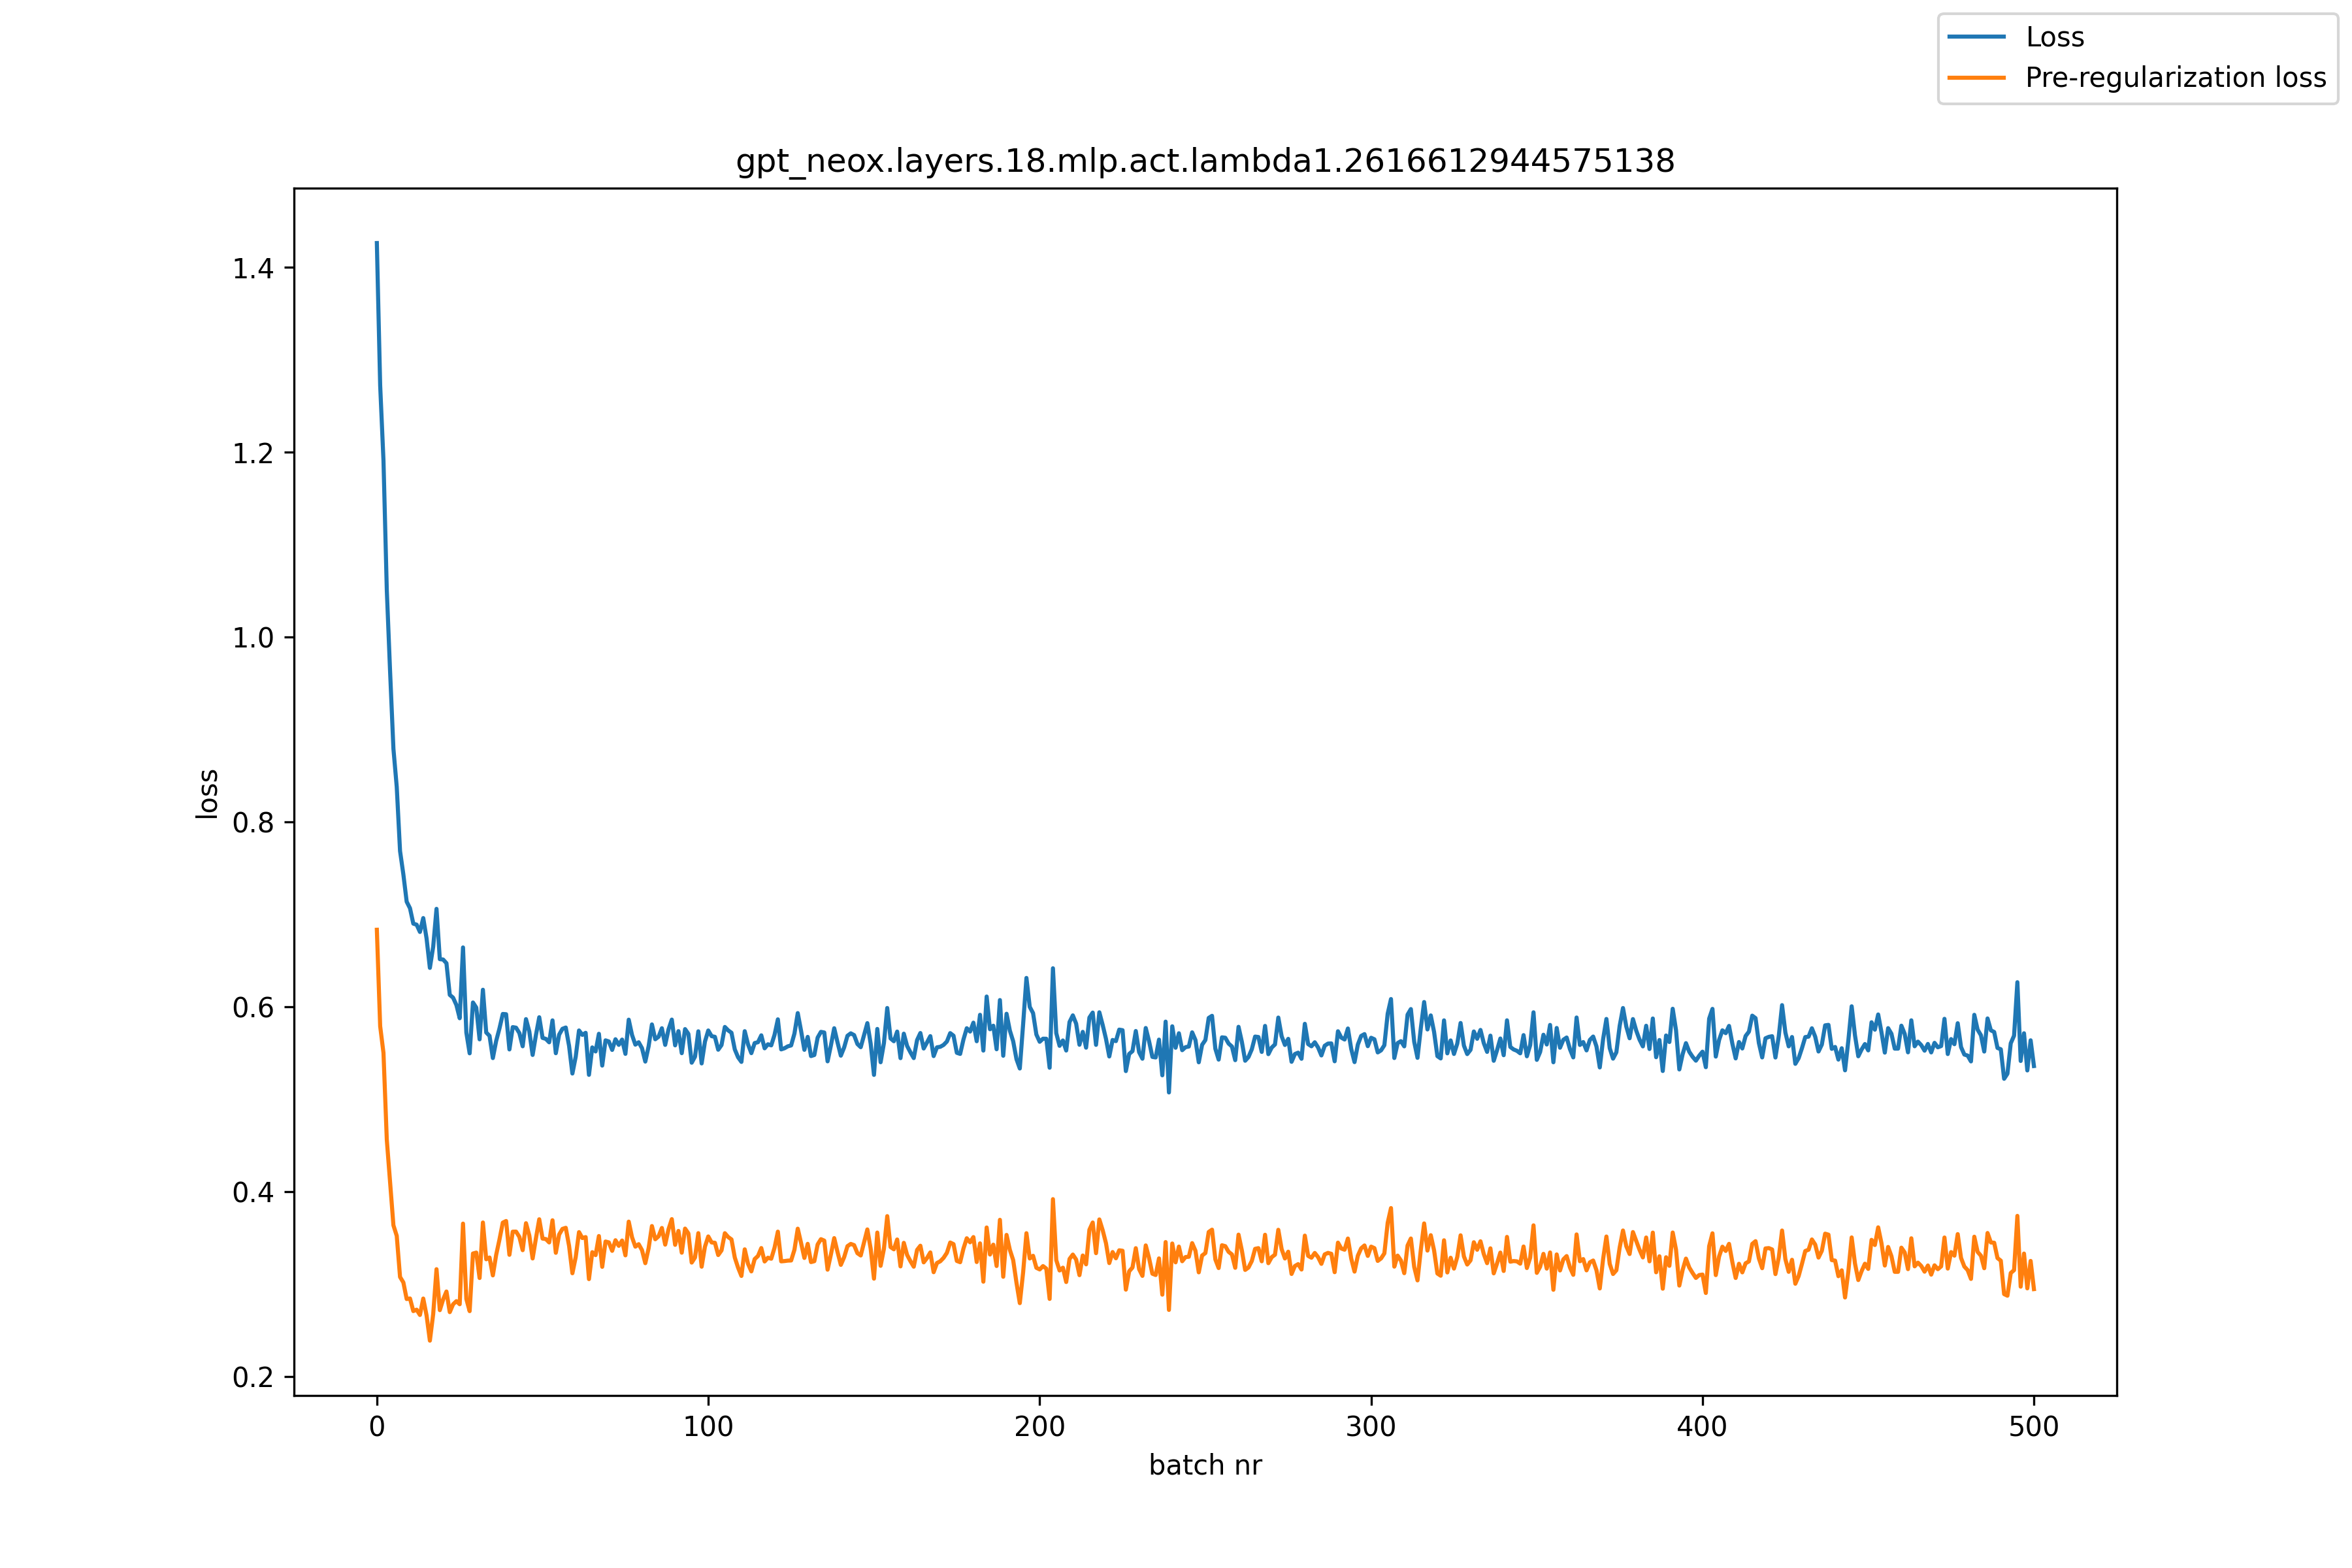 Loss
Pre-regularization loss
gpt_neox.layers.18.mlp.act.lambda1.2616612944575138
1.4
1.2
1.0
0.8
0.6
0.4
0.2
loss
0 100 200 300 400 500
batch nr